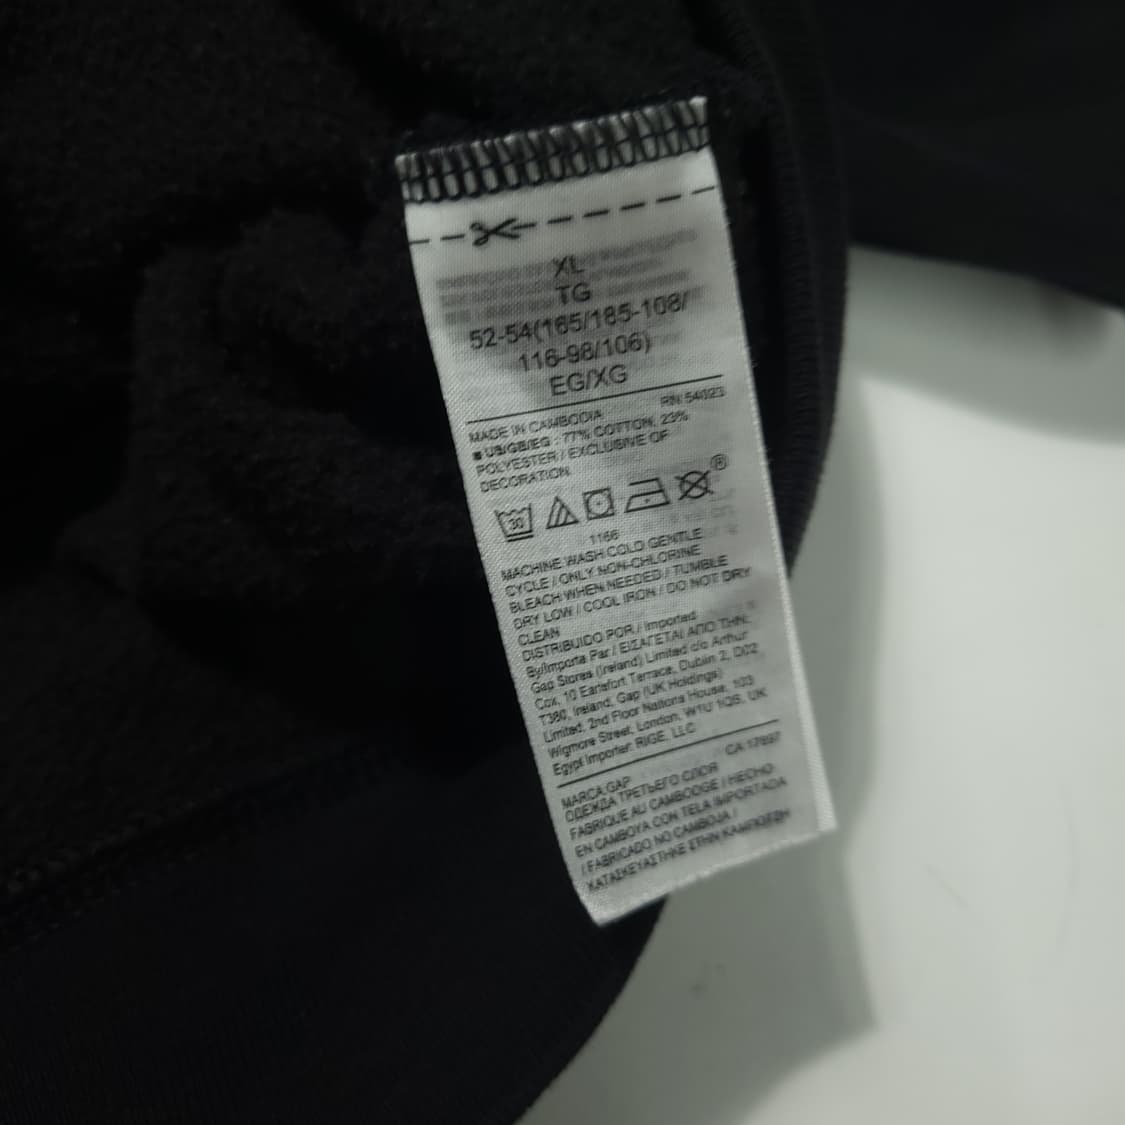 XL
TG
52-54(165/185-108/
116-98/106)
EG/XG
MADE IN CAMBODIA RN 54023
■ US/GB/EG : 77% COTTON, 23%
POLYESTER / EXCLUSIVE OF
DECORATION
30
®
1166
MACHINE WASH COLD GENTLE
CYCLE / ONLY NON-CHLORINE
BLEACH WHEN NEEDED / TUMBLE
DRY LOW / COOL IRON / DO NOT DRY
CLEAN
DISTRIBUIDO POR / Imported
By/Importa Par / ΕΙΣΑΓΕΤΑΙ ΑΠΟ ΤΗΝ:
Gap Stores (Ireland) Limited c/o Arthur
Cox, 10 Earlsfort Terrace, Dublin 2, D02
T380, Ireland, Gap (UK Holdings)
Limited, 2nd Floor Nations House, 103
Wigmore Street, London, W1U 1QS, UK
Egypt Importer: RIGE, LLC
CA 17897
MARCA GAP
ОДЕЖДА ТРЕТЬЕГО СЛОЯ
FABRIQUE AU CAMBODGE / HECHO
EN CAMBOYA CON TELA IMPORTADA
/ FABRICADO NO CAMBOJA /
ΚΑΤΑΣΚΕΥΑΣΤΗΚΕ ΣΤΗΝ ΚΑΜΠΟΤΖΗ